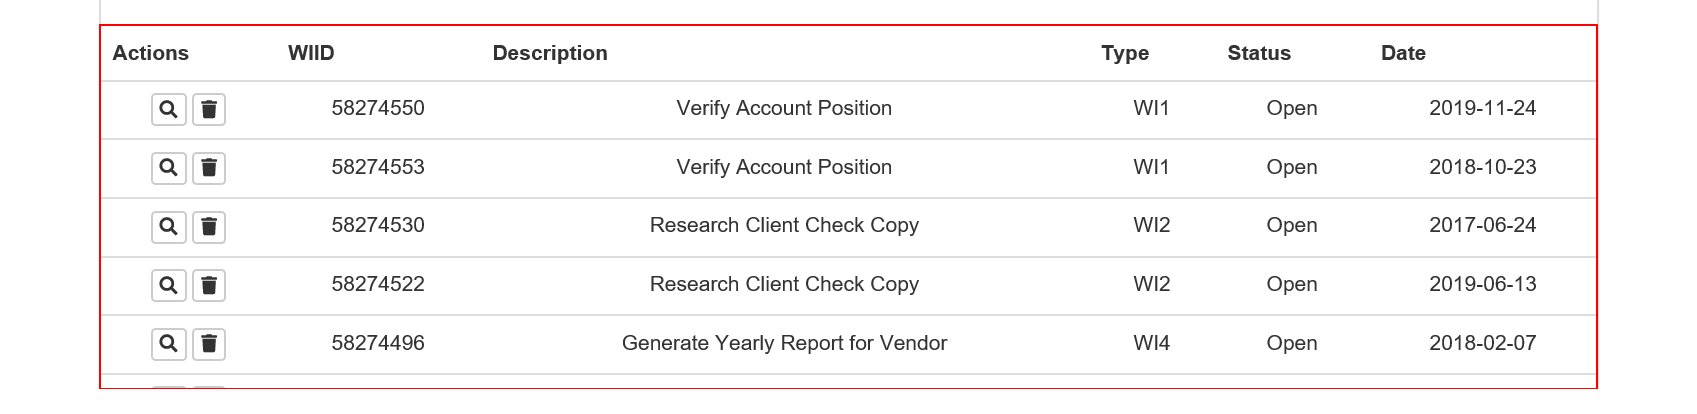 Actions WIID Description Type Status Date
58274550 Verify Account Position WI1 Open 2019-11-24
58274553 Verify Account Position WI1 Open 2018-10-23
58274530 Research Client Check Copy WI2 Open 2017-06-24
58274522 Research Client Check Copy WI2 Open 2019-06-13
58274496 Generate Yearly Report for Vendor WI4 Open 2018-02-07